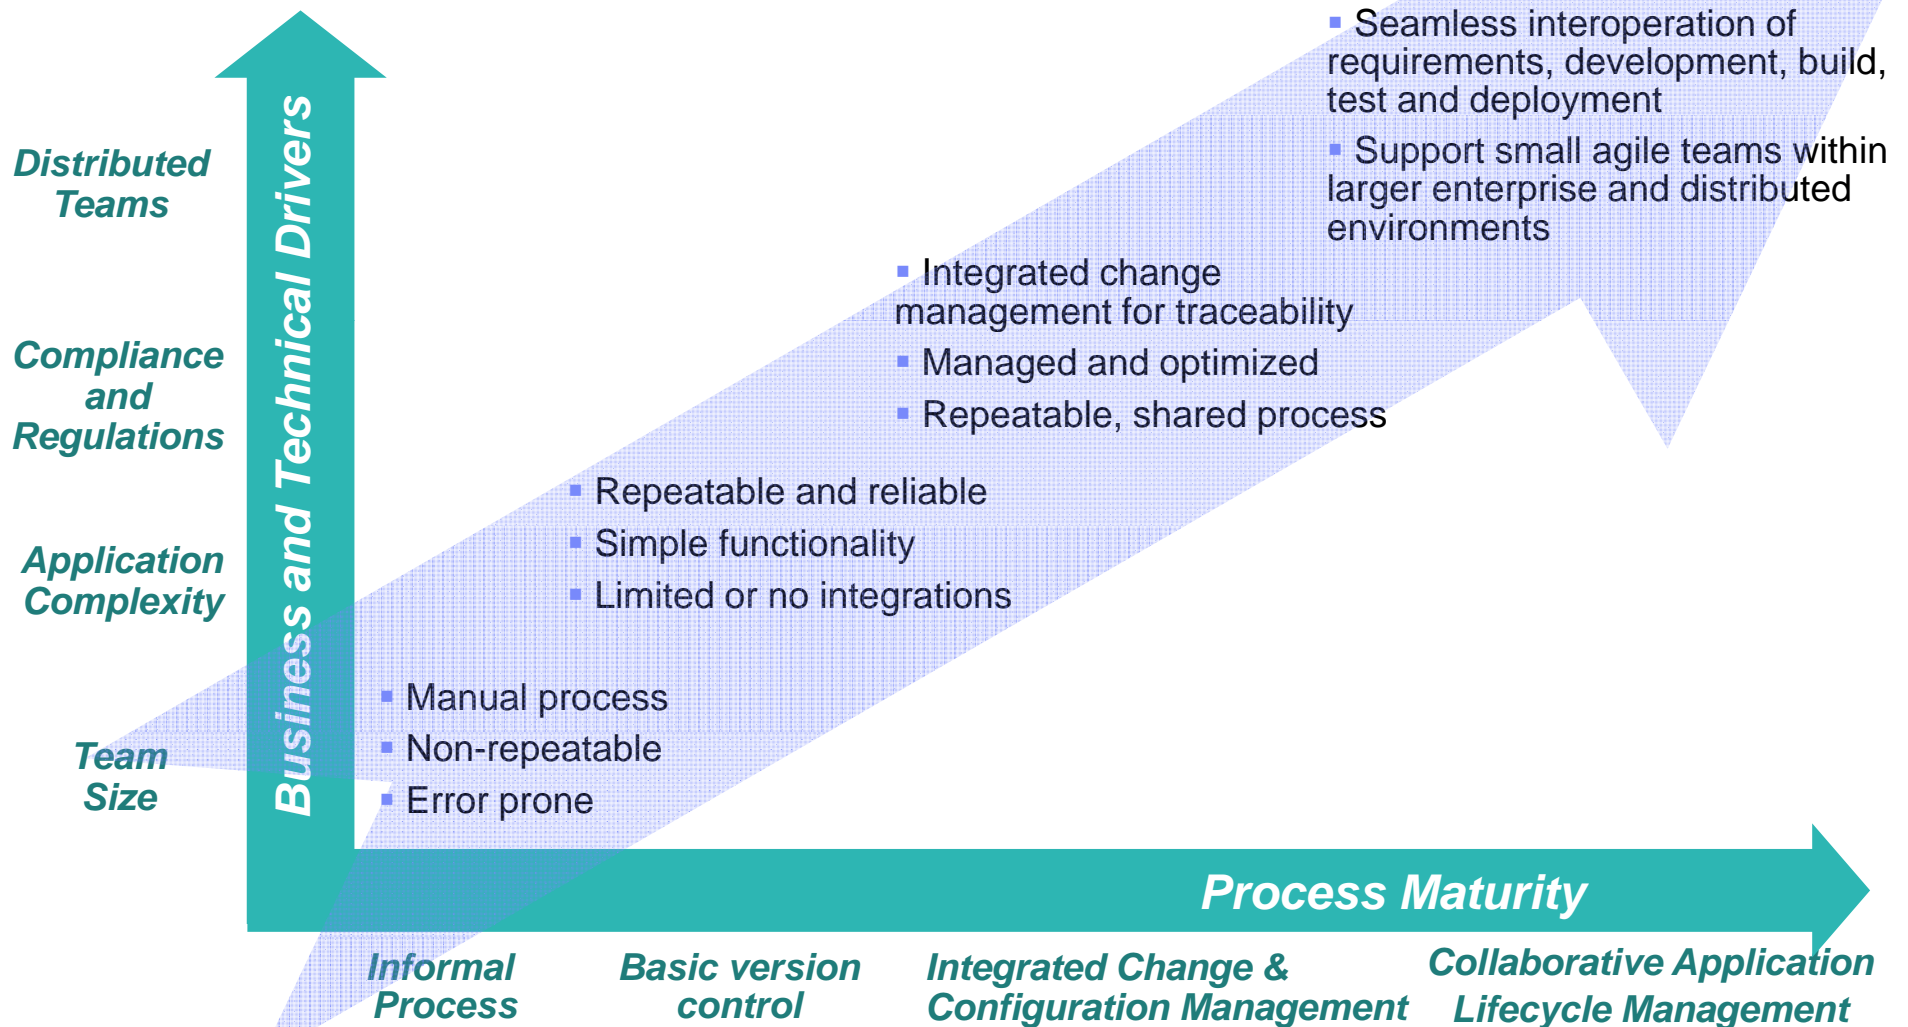 ▪ Seamless interoperation of
requirements, development, build,
test and deployment
▪ Support small agile teams within
larger enterprise and distributed
environments
Distributed
Teams
Business and Technical Drivers
▪ Integrated change
management for traceability
▪ Managed and optimized
▪ Repeatable, shared process
Compliance
and
Regulations
▪ Repeatable and reliable
▪ Simple functionality
▪ Limited or no integrations
Application
Complexity
▪ Manual process
▪ Non-repeatable
▪ Error prone
Team
Size
Process Maturity
Informal
Process
Basic version
control
Integrated Change &
Configuration Management
Collaborative Application
Lifecycle Management